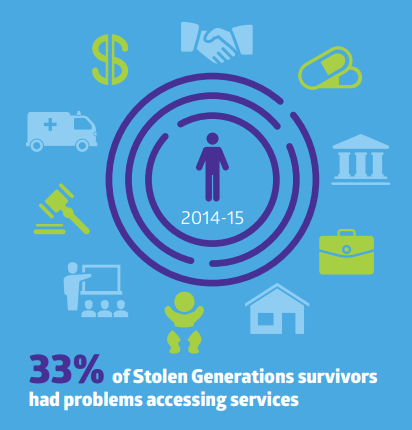 2014-15
33% of Stolen Generations survivors
had problems accessing services